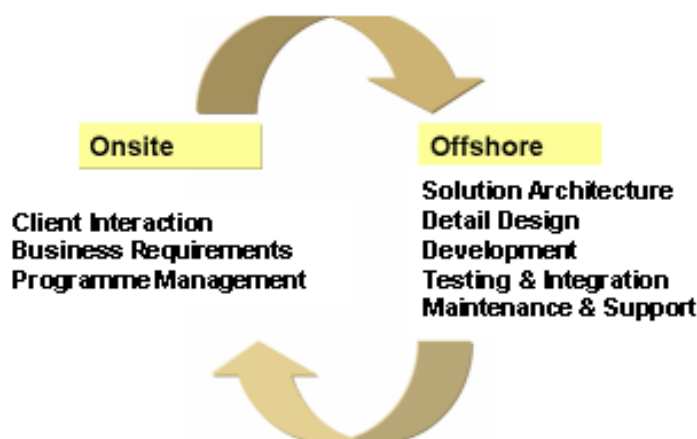 Onsite
Client Interaction
Business Requirements
Programme Management
Offshore
Solution Architecture
Detail Design
Development
Testing & Integration
Maintenance & Support